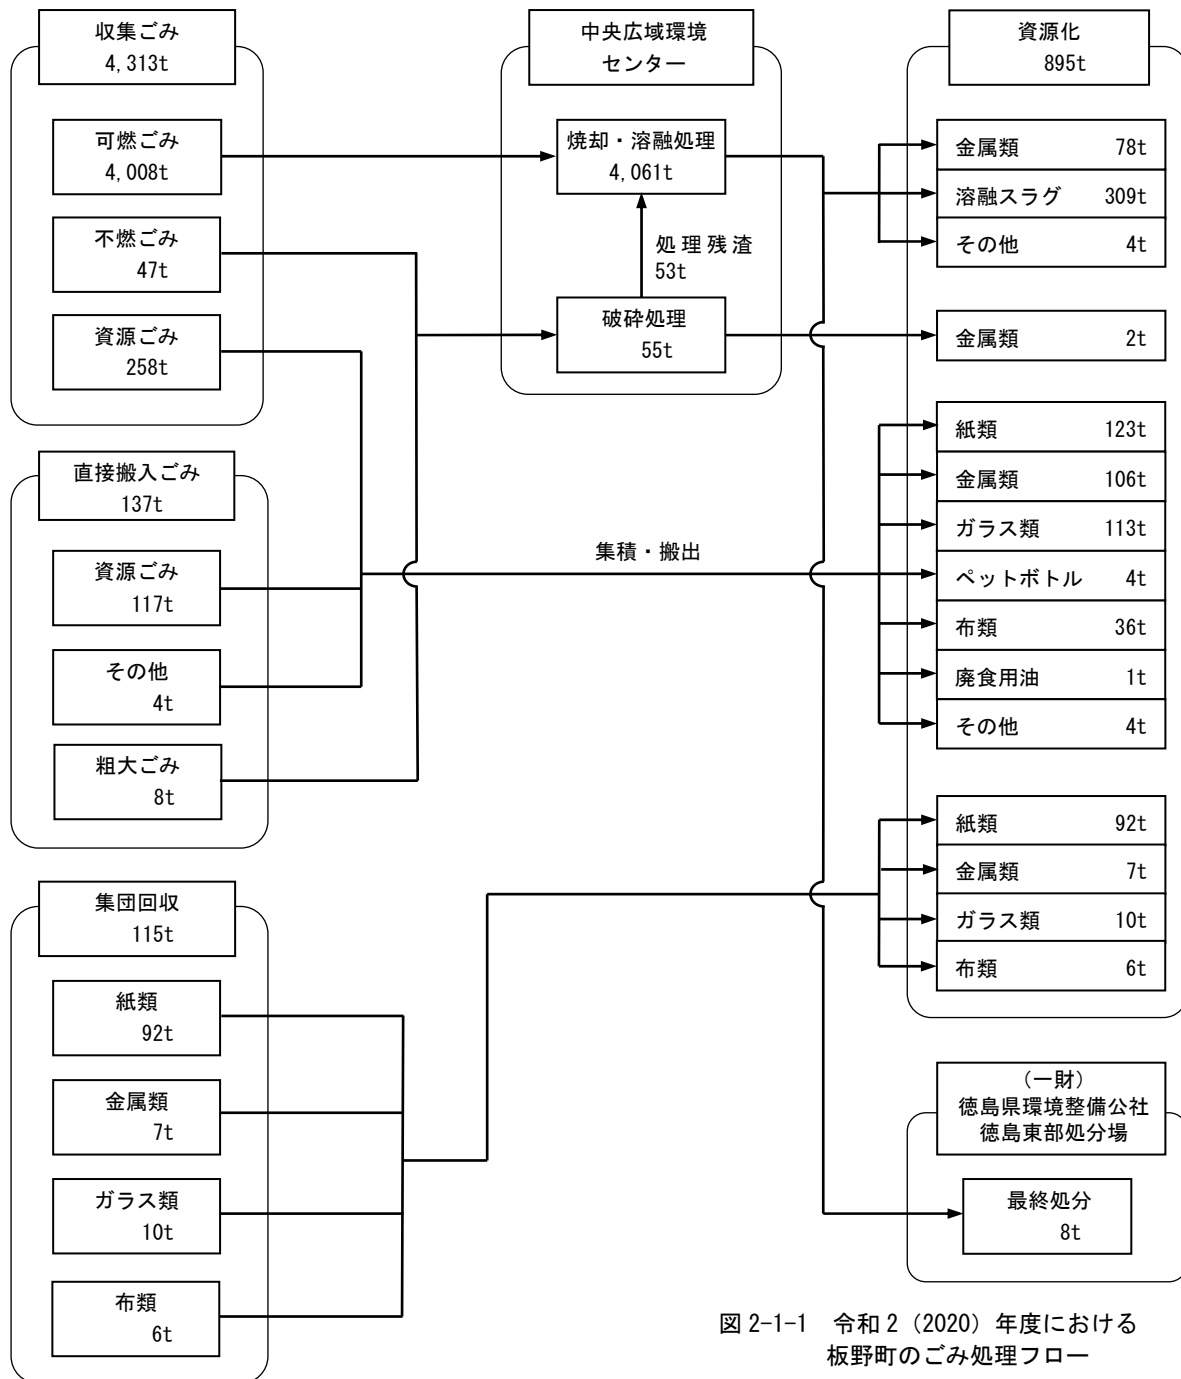 収集ごみ
4,313t
可燃ごみ
4,008t
不燃ごみ
47t
資源ごみ
258t
直接搬入ごみ
137t
資源ごみ
117t
その他
4t
粗大ごみ
8t
集団回収
115t
紙類
92t
金属類
7t
ガラス類
10t
布類
6t
中央広域環境
センター
焼却・溶融処理
4,061t
処理残渣
53t
破砕処理
55t
集積・搬出
資源化
895t
金属類 78t
溶融スラグ 309t
その他 4t
金属類 2t
紙類 123t
金属類 106t
ガラス類 113t
ペットボトル 4t
布類 36t
廃食用油 1t
その他 4t
紙類 92t
金属類 7t
ガラス類 10t
布類 6t
(一財)
徳島県環境整備公社
徳島東部処分場
最終処分
8t
図 2-1-1 令和 2（2020）年度における
板野町のごみ処理フロー